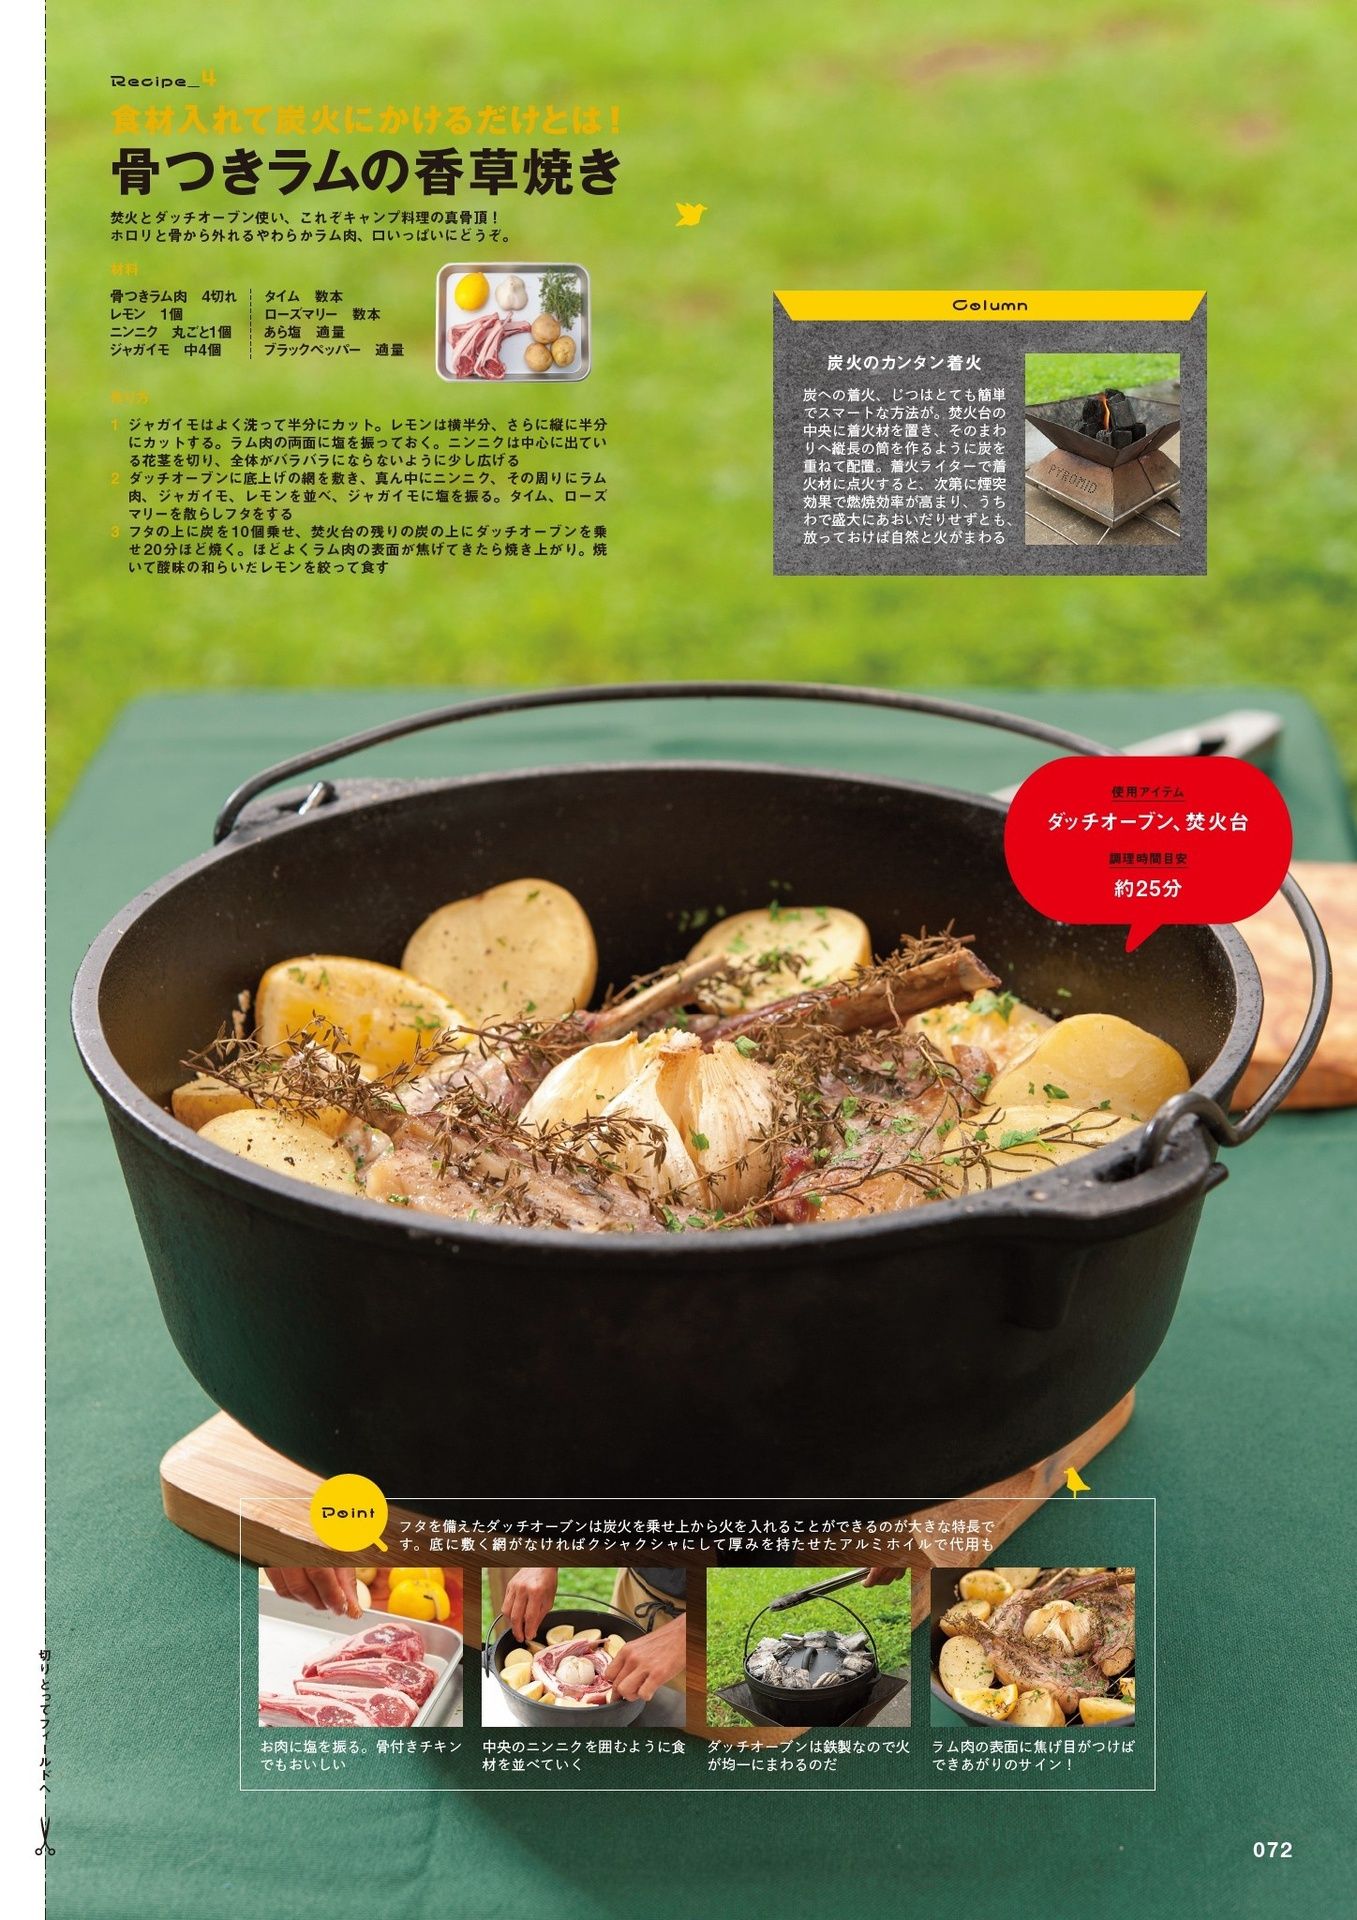 Recipe_4
食材入れて炭火にかけるだけとは！
骨つきラムの香草焼き
焚火とダッチオーブン使い、これぞキャンプ料理の真骨頂！
ホロリと骨から外れるやわらかラム肉、口いっぱいにどうぞ。
材料
骨つきラム肉　4切れ
レモン　1個
ニンニク　丸ごと1個
ジャガイモ　中4個
タイム　数本
ローズマリー　数本
あら塩　適量
ブラックペッパー　適量
作り方
1 ジャガイモはよく洗って半分にカット。レモンは横半分、さらに縦に半分
にカットする。ラム肉の両面に塩を振っておく。ニンニクは中心に出てい
る花茎を切り、全体がバラバラにならないように少し広げる
2 ダッチオーブンに底上げの網を敷き、真ん中にニンニク、その周りにラム
肉、ジャガイモ、レモンを並べ、ジャガイモに塩を振る。タイム、ローズ
マリーを散らしフタをする
3 フタの上に炭を10個乗せ、焚火台の残りの炭の上にダッチオーブンを乗
せ20分ほど焼く。ほどよくラム肉の表面が焦げてきたら焼き上がり。焼
いて酸味の和らいだレモンを絞って食す
Column
炭火のカンタン着火
炭への着火、じつはとても簡単
でスマートな方法が。焚火台の
中央に着火材を置き、そのまわ
りへ縦長の筒を作るように炭を
重ねて配置。着火ライターで着
火材に点火すると、次第に煙突
効果で燃焼効率が高まり、うち
わで盛大にあおいだりせずとも、
放っておけば自然と火がまわる
PYROMID
使用アイテム
ダッチオーブン、焚火台
調理時間目安
約25分
Point
フタを備えたダッチオーブンは炭火を乗せ上から火を入れることができるのが大きな特長で
す。底に敷く網がなければクシャクシャにして厚みを持たせたアルミホイルで代用も
お肉に塩を振る。骨付きチキン
でもおいしい
中央のニンニクを囲むように食
材を並べていく
ダッチオーブンは鉄製なので火
が均一にまわるのだ
ラム肉の表面に焦げ目がつけば
できあがりのサイン！
切りとってフィールドへ
072